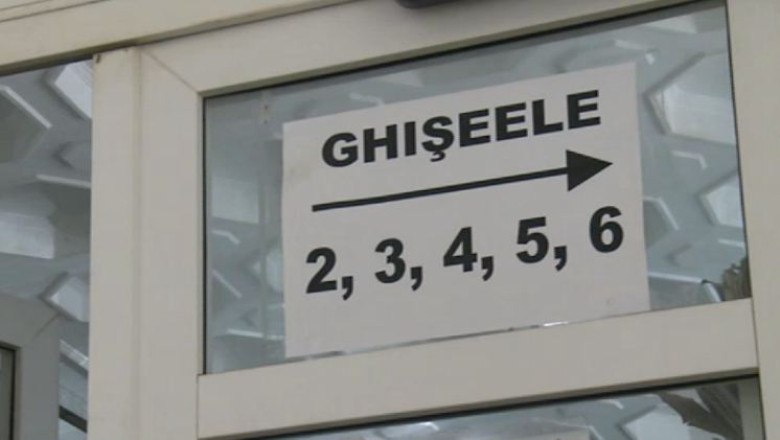 GHIŞEELE
2, 3, 4, 5, 6